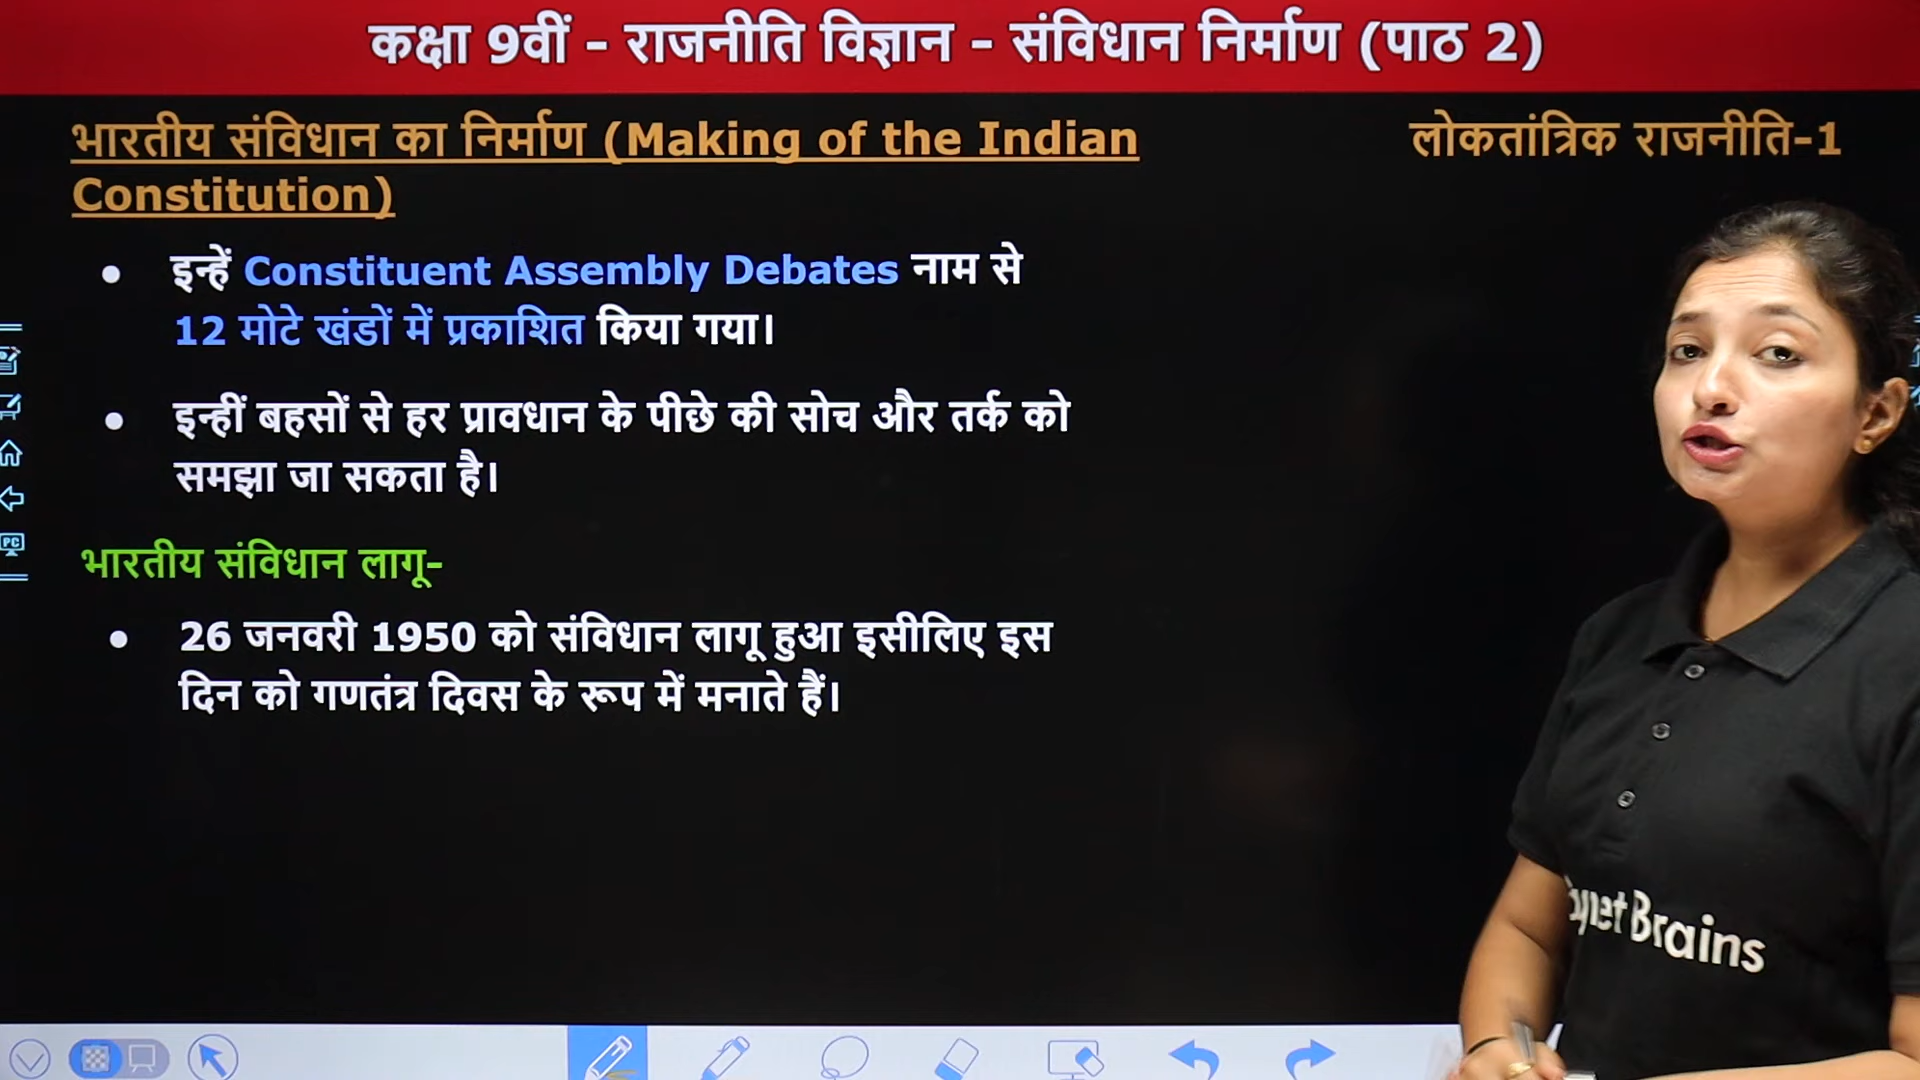 कक्षा 9वीं - राजनीति विज्ञान - संविधान निर्माण (पाठ 2)
भारतीय संविधान का निर्माण (Making of the Indian
Constitution)
लोकतांत्रिक राजनीति-1
• इन्हें Constituent Assembly Debates नाम से
12 मोटे खंडों में प्रकाशित किया गया।
• इन्हीं बहसों से हर प्रावधान के पीछे की सोच और तर्क को
समझा जा सकता है।
भारतीय संविधान लागू-
• 26 जनवरी 1950 को संविधान लागू हुआ इसीलिए इस
दिन को गणतंत्र दिवस के रूप में मनाते हैं।
PC
Brains